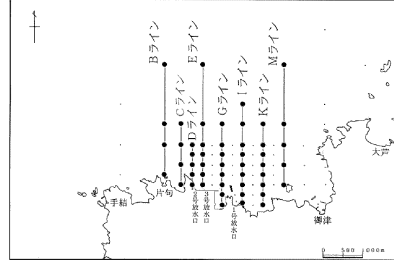 Bライン
Cライン
Dライン
Eライン
Gライン
Iライン
Kライン
Mライン
大芦
手結
片句
2号放水口
3号放水口
1号放水口
御津
0 500 1000m